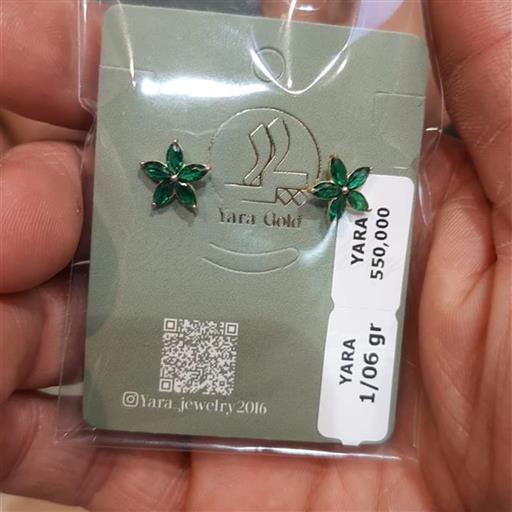 Yara Gold
YARA
550,000
YARA
1/06 gr
Yara_jewelry2016